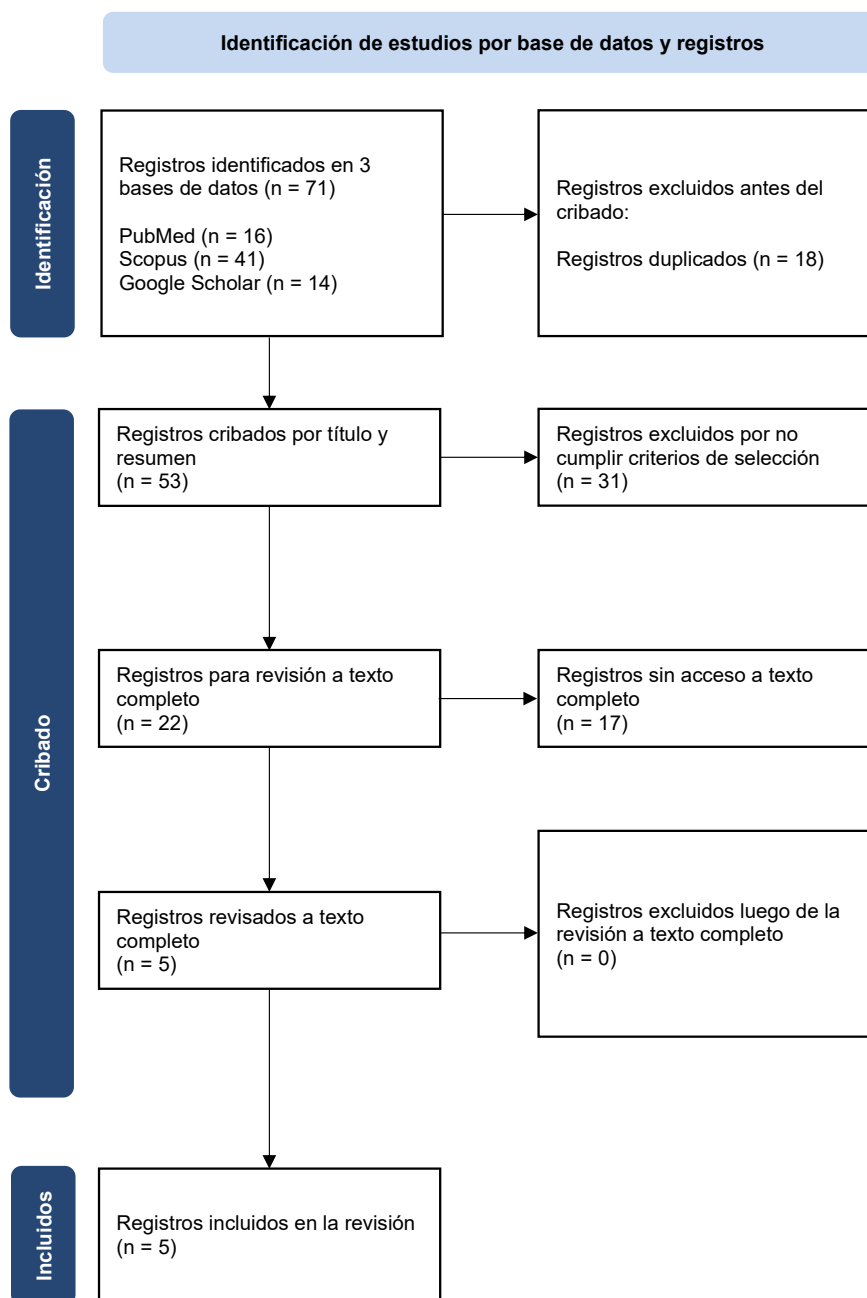 Identificación de estudios por base de datos y registros
Identificación
Registros identificados en 3
bases de datos (n = 71)
PubMed (n = 16)
Scopus (n = 41)
Google Scholar (n = 14)
Registros excluidos antes del
cribado:
Registros duplicados (n = 18)
Cribado
Registros cribados por título y
resumen
(n = 53)
Registros excluidos por no
cumplir criterios de selección
(n = 31)
Registros para revisión a texto
completo
(n = 22)
Registros sin acceso a texto
completo
(n = 17)
Registros revisados a texto
completo
(n = 5)
Registros excluidos luego de la
revisión a texto completo
(n = 0)
Incluidos
Registros incluidos en la revisión
(n = 5)